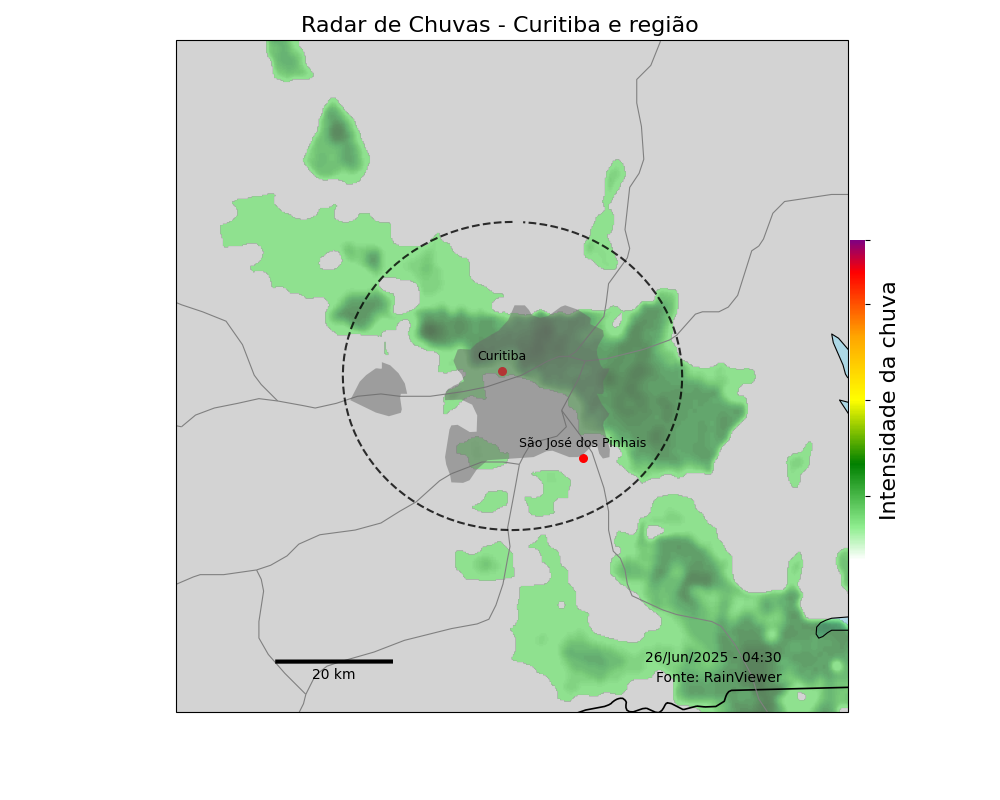 Radar de Chuvas - Curitiba e região
Curitiba
São José dos Pinhais
Intensidade da chuva
26/Jun/2025 - 04:30
20 km
Fonte: RainViewer